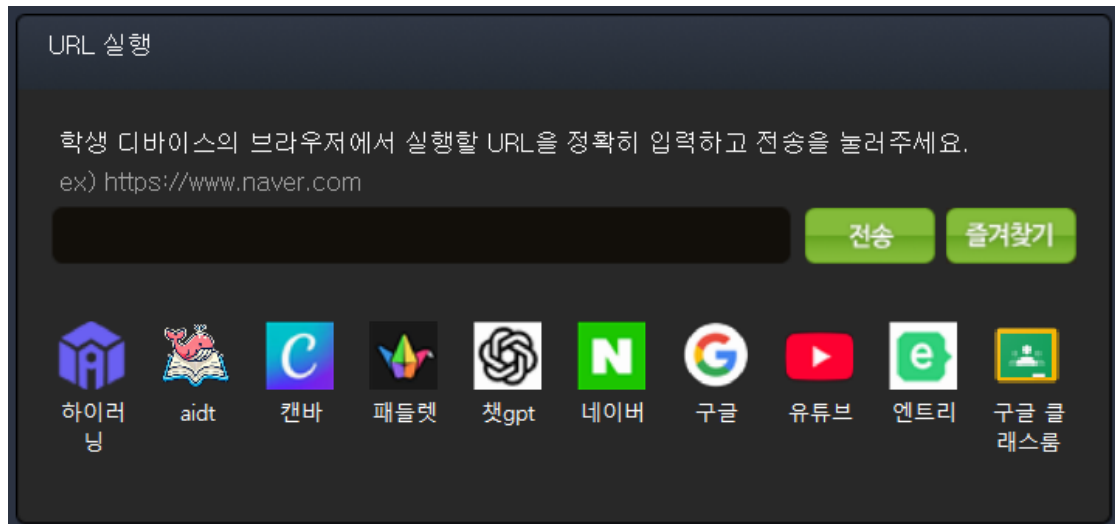 URL 실행
학생 디바이스의 브라우저에서 실행할 URL을 정확히 입력하고 전송을 눌러주세요.
ex) https://www.naver.com
전송 즐겨찾기
하이러닝 aidt 캔바 패들렛 챗gpt 네이버 구글 유튜브 엔트리 구글 클래스룸